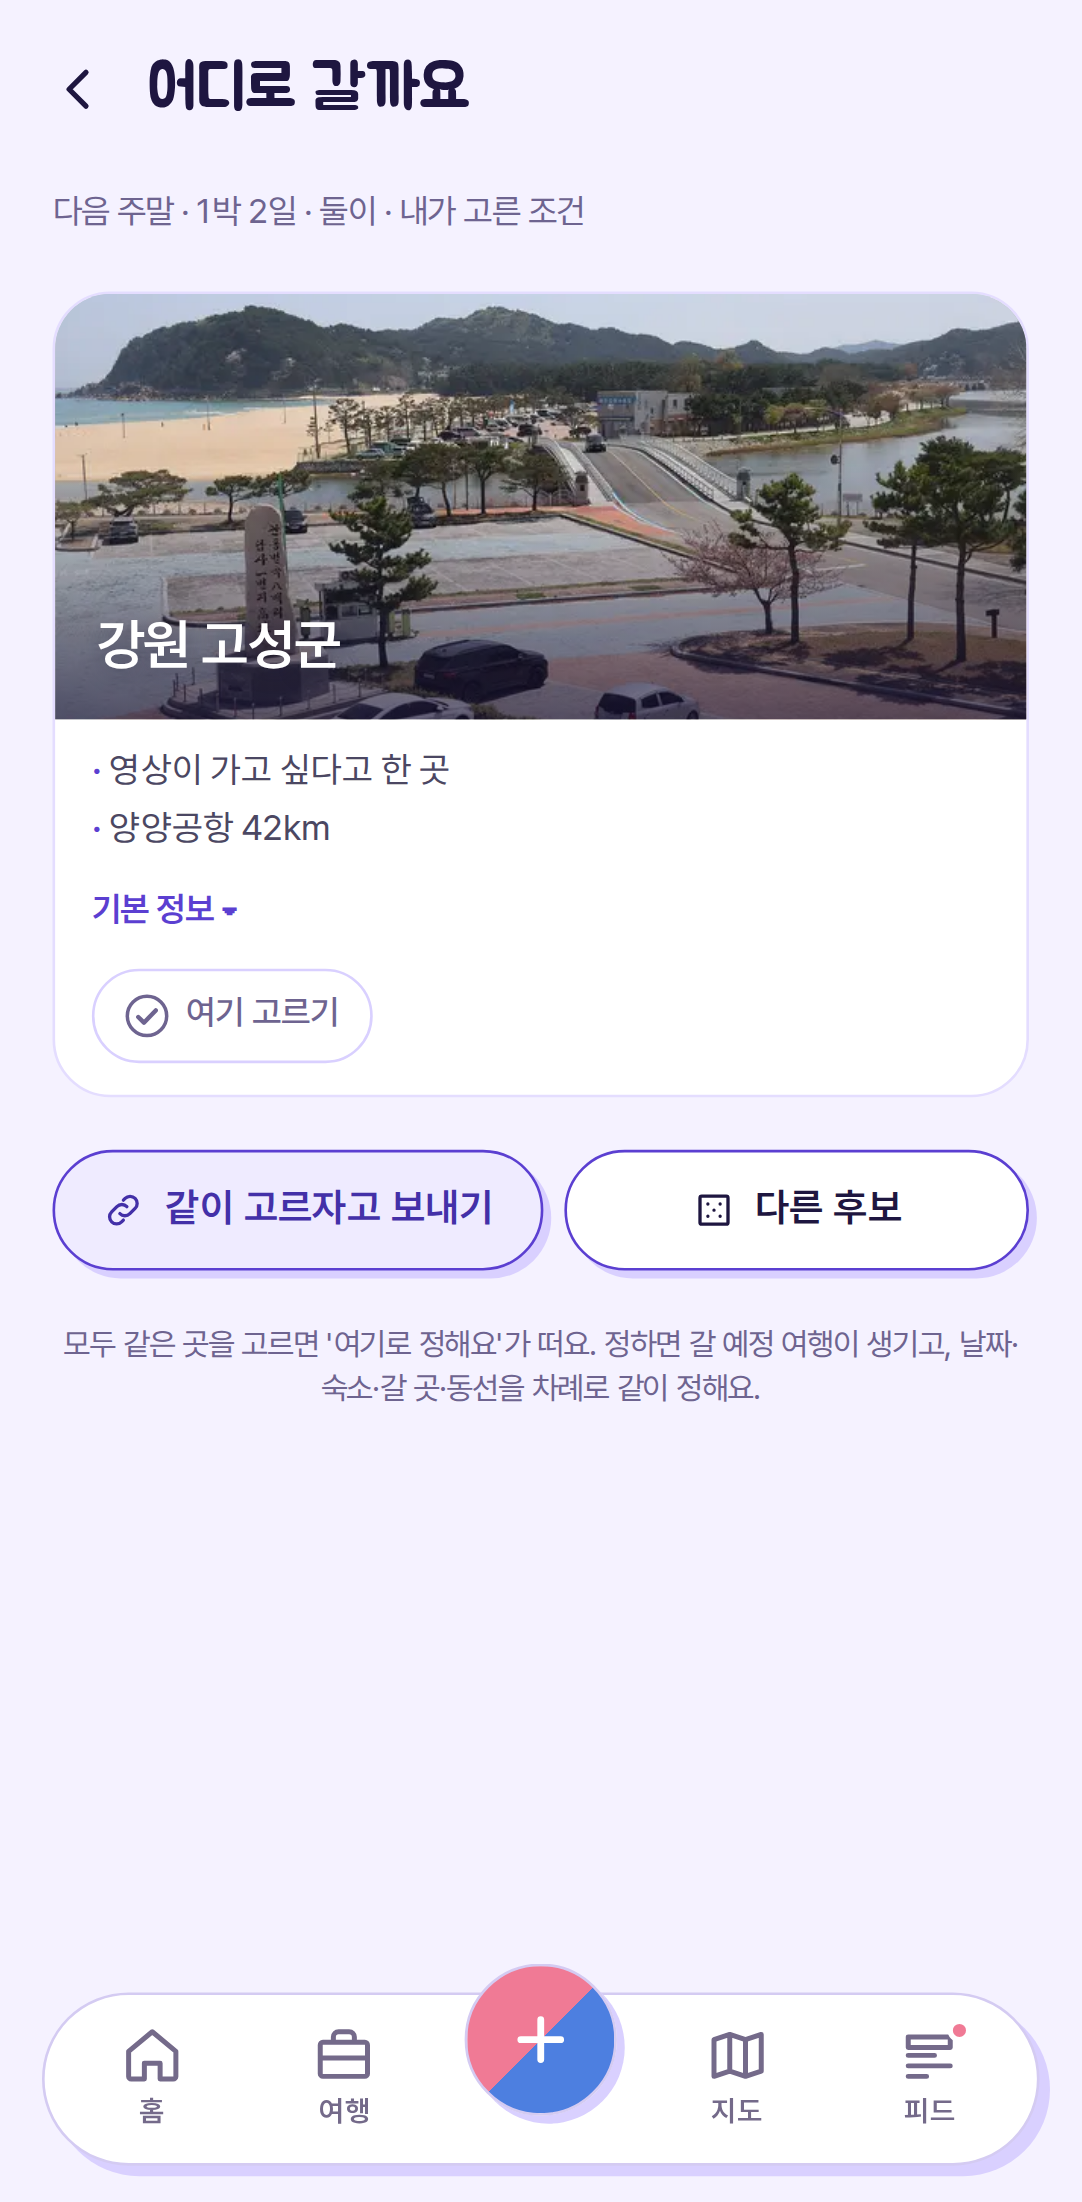 어디로 갈까요
다음 주말 · 1박 2일 · 둘이 · 내가 고른 조건
강원 고성군
· 영상이 가고 싶다고 한 곳
· 양양공항 42km
기본 정보
여기 고르기
같이 고르자고 보내기
다른 후보
모두 같은 곳을 고르면 '여기로 정해요'가 떠요. 정하면 갈 예정 여행이 생기고, 날짜·
숙소·갈 곳·동선을 차례로 같이 정해요.
홈
여행
지도
피드